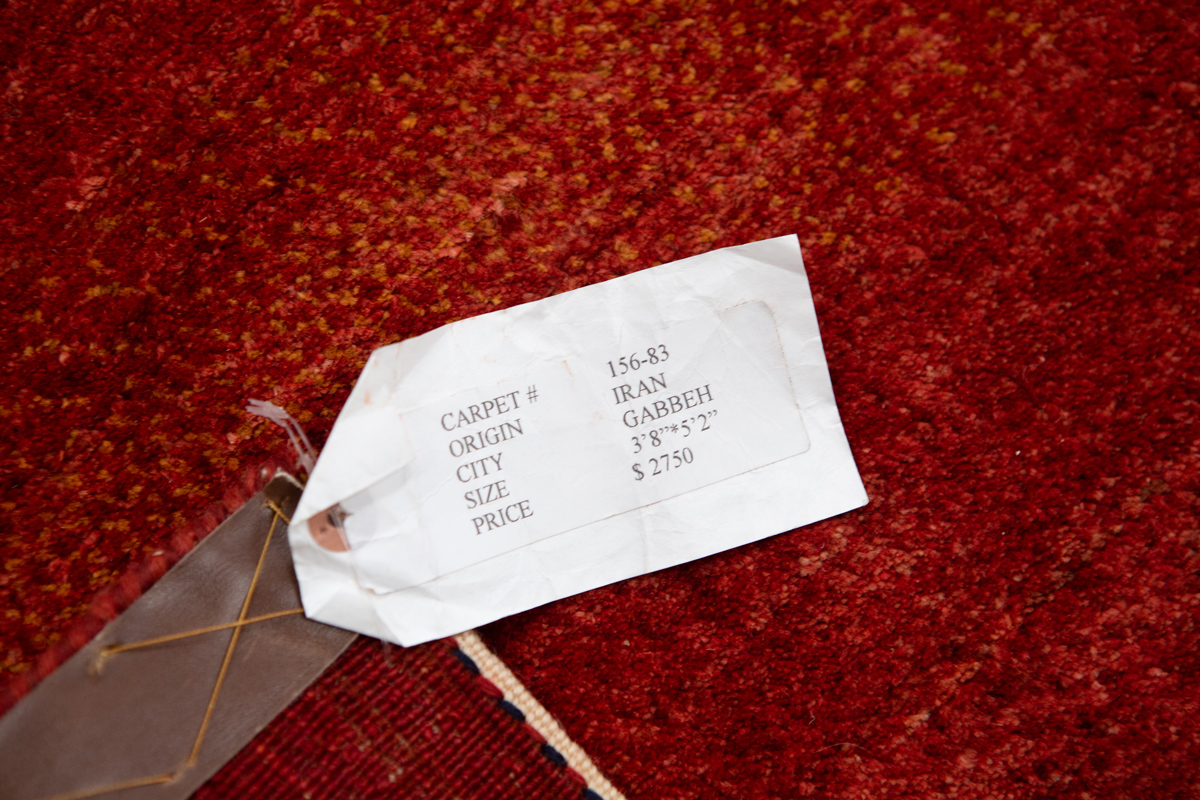 CARPET # 156-83
ORIGIN IRAN
CITY GABBEH
SIZE 3’8”*5’2”
PRICE $ 2750